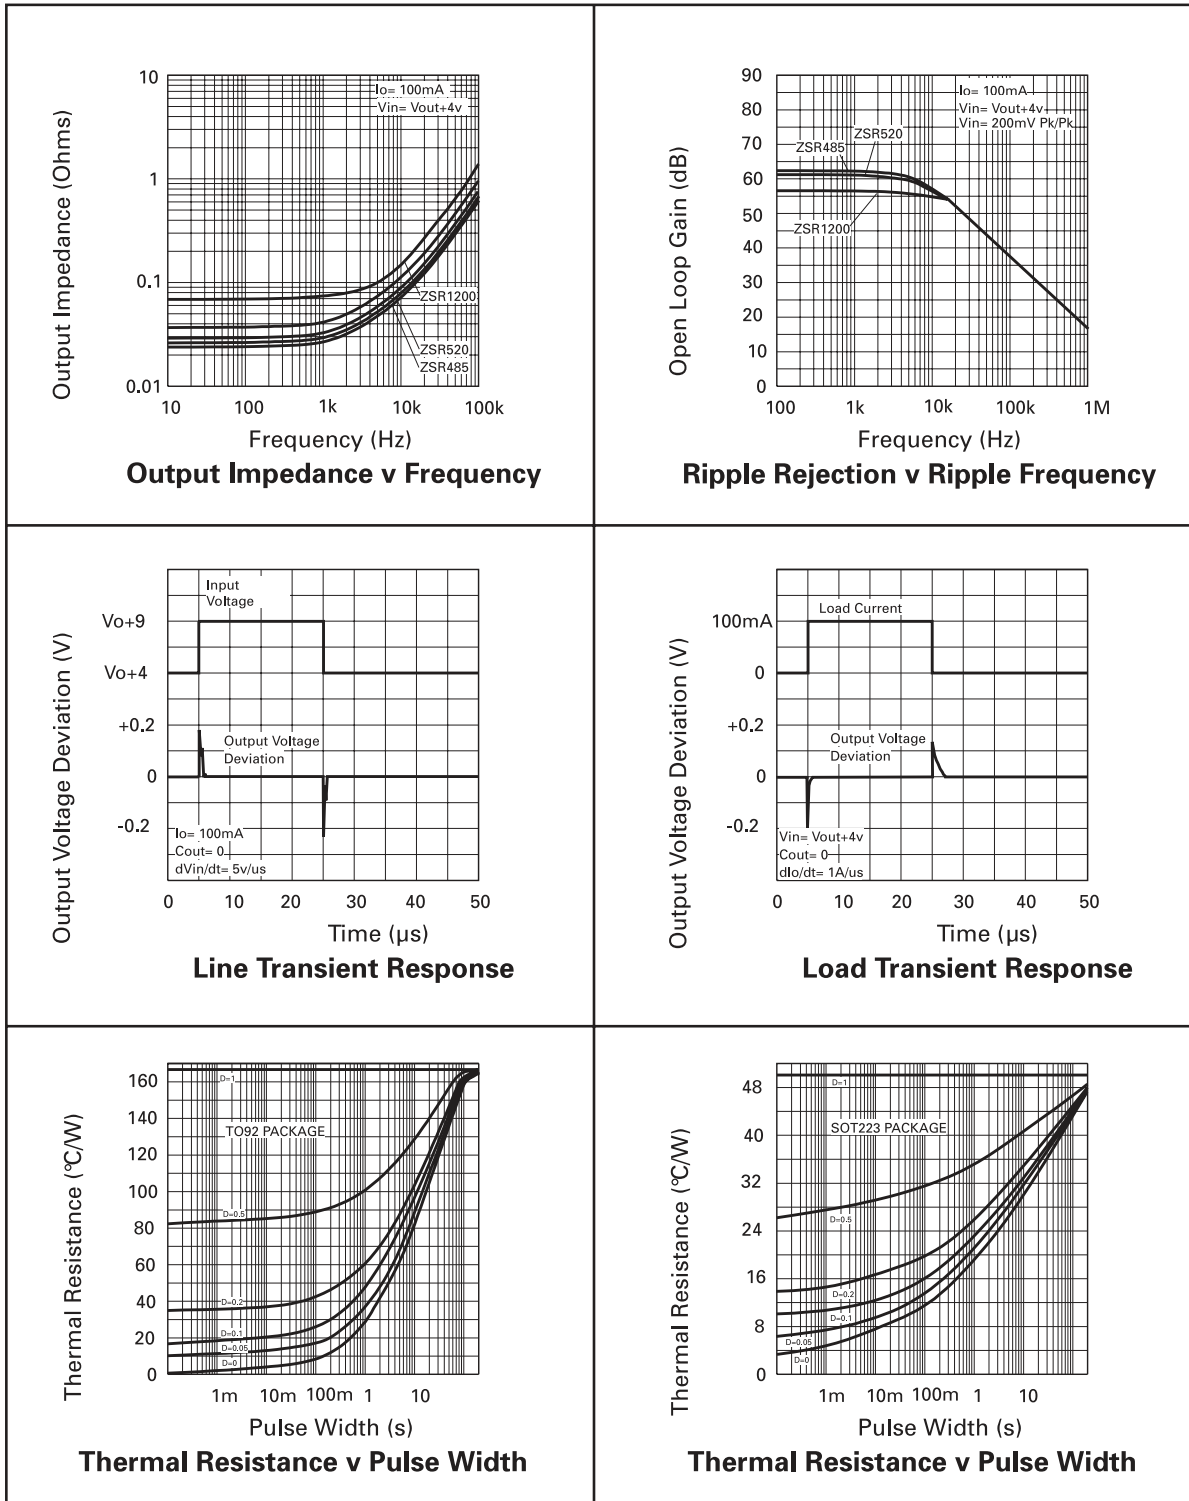 10
1
0.1
0.01
Output Impedance (Ohms)
Io= 100mA
Vin= Vout+4v
ZSR1200
ZSR520
ZSR485
10 100 1k 10k 100k
Frequency (Hz)
Output Impedance v Frequency
90
80
70
60
50
40
30
20
10
0
Open Loop Gain (dB)
Io= 100mA
Vin= Vout+4v
Vin= 200mV Pk/Pk
ZSR520
ZSR485
ZSR1200
100 1k 10k 100k 1M
Frequency (Hz)
Ripple Rejection v Ripple Frequency
Output Voltage Deviation (V)
Input
Voltage
Vo+9
Vo+4
+0.2
0
-0.2
Output Voltage
Deviation
Io= 100mA
Cout= 0
dVin/dt= 5v/us
0 10 20 30 40 50
Time (µs)
Line Transient Response
Output Voltage Deviation (V)
Load Current
100mA
0
+0.2
0
-0.2
Output Voltage
Deviation
Vin= Vout+4v
Cout= 0
dIo/dt= 1A/us
0 10 20 30 40 50
Time (µs)
Load Transient Response
Thermal Resistance (°C/W)
160
140
120
100
80
60
40
20
0
D=1
TO92 PACKAGE
D=0.5
D=0.2
D=0.1
D=0.05
D=0
1m 10m 100m 1 10
Pulse Width (s)
Thermal Resistance v Pulse Width
Thermal Resistance (°C/W)
48
40
32
24
16
8
0
D=1
SOT223 PACKAGE
D=0.5
D=0.2
D=0.1
D=0.05
D=0
1m 10m 100m 1 10
Pulse Width (s)
Thermal Resistance v Pulse Width